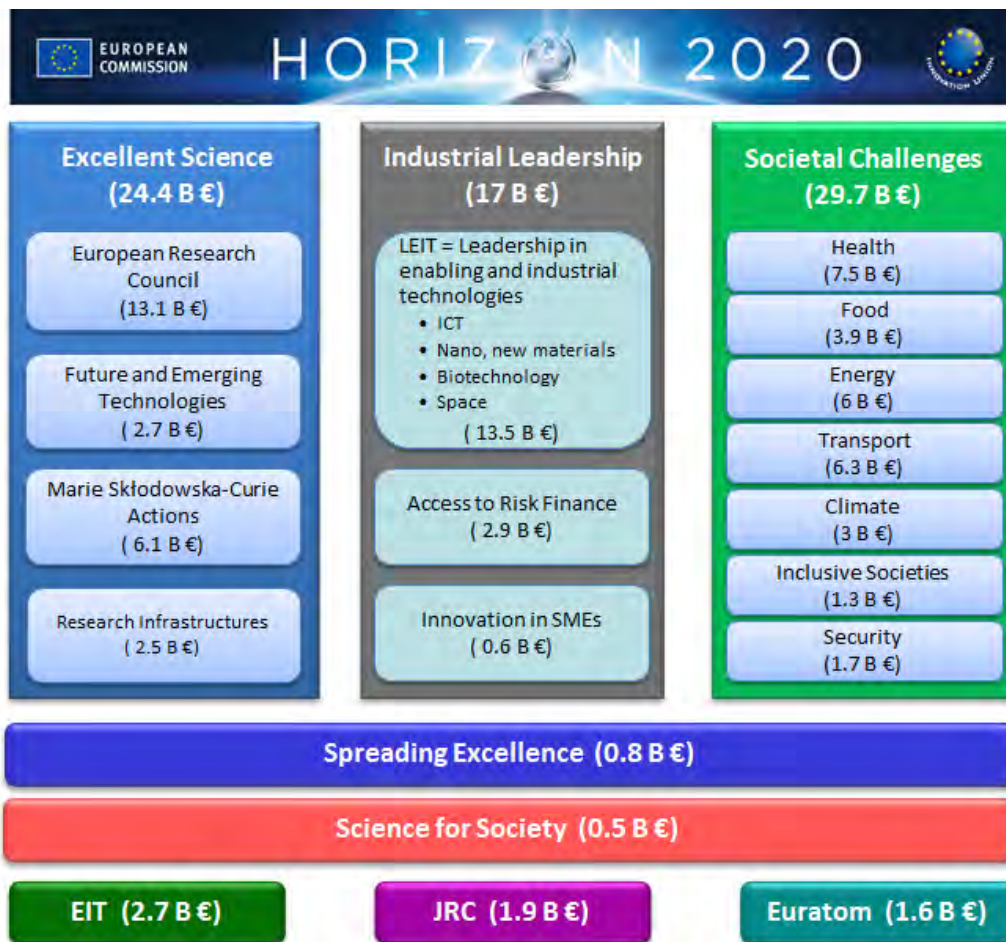 EUROPEAN
COMMISSION
HORIZON 2020
INNOVATION UNION
Excellent Science
(24.4 B €)
European Research
Council
(13.1 B €)
Future and Emerging
Technologies
( 2.7 B €)
Marie Skłodowska-Curie
Actions
( 6.1 B €)
Research Infrastructures
( 2.5 B €)
Industrial Leadership
(17 B €)
LEIT = Leadership in
enabling and industrial
technologies
• ICT
• Nano, new materials
• Biotechnology
• Space
( 13.5 B €)
Access to Risk Finance
( 2.9 B €)
Innovation in SMEs
( 0.6 B €)
Societal Challenges
(29.7 B €)
Health
(7.5 B €)
Food
(3.9 B €)
Energy
(6 B €)
Transport
(6.3 B €)
Climate
(3 B €)
Inclusive Societies
(1.3 B €)
Security
(1.7 B €)
Spreading Excellence (0.8 B €)
Science for Society (0.5 B €)
EIT (2.7 B €)
JRC (1.9 B €)
Euratom (1.6 B €)